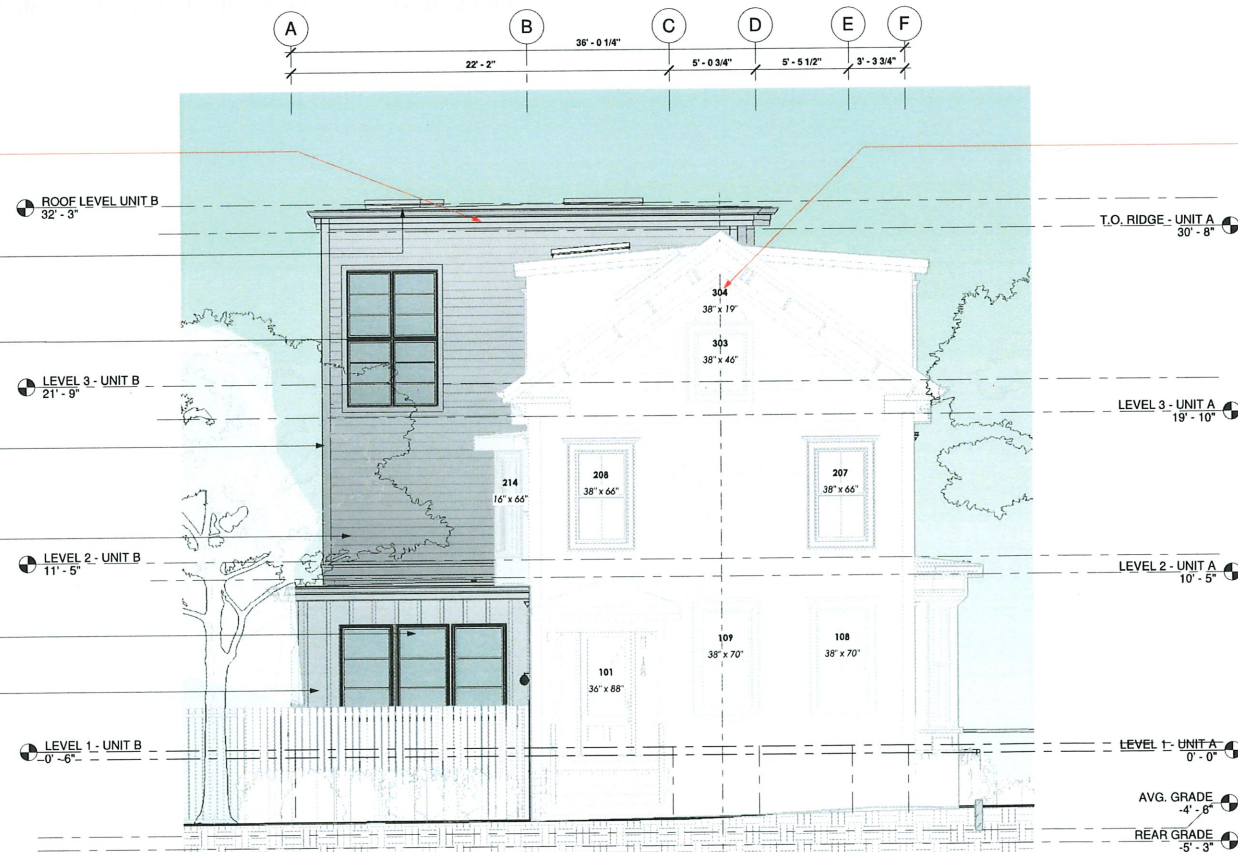 A
B
C
D
E
F
36' - 0 1/4"
22' - 2"
5' - 0 3/4"
5' - 5 1/2"
3' - 3 3/4"
ROOF LEVEL UNIT B
32' - 3"
T.O. RIDGE - UNIT A
30' - 8"
304
38" x 19"
303
38" x 46"
LEVEL 3 - UNIT B
21' - 9"
LEVEL 3 - UNIT A
19' - 10"
214
16" x 66"
208
38" x 66"
207
38" x 66"
LEVEL 2 - UNIT B
11' - 5"
LEVEL 2 - UNIT A
10' - 5"
101
36" x 88"
109
38" x 70"
108
38" x 70"
LEVEL 1 - UNIT B
-0' -6"
LEVEL 1 - UNIT A
0' - 0"
AVG. GRADE
-4' - 6"
REAR GRADE
-5' - 3"